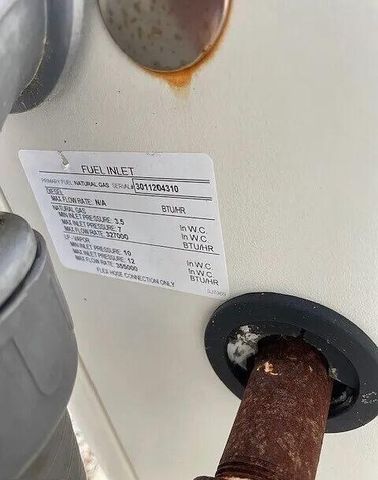 FUEL INLET
PRIMARY FUEL NATURAL GAS SERIAL# 3011204310
DIESEL
MAX FLOW RATE: N/A BTU/HR
NATURAL GAS
MIN INLET PRESSURE: 3.5 In W.C.
MAX INLET PRESSURE: 7 In W.C.
MAX FLOW RATE: 327000 BTU/HR
LP - VAPOR
MIN INLET PRESSURE: 10 In W.C.
MAX INLET PRESSURE: 12 In W.C.
MAX FLOW RATE: 355000 BTU/HR
FLEX HOSE CONNECTION ONLY